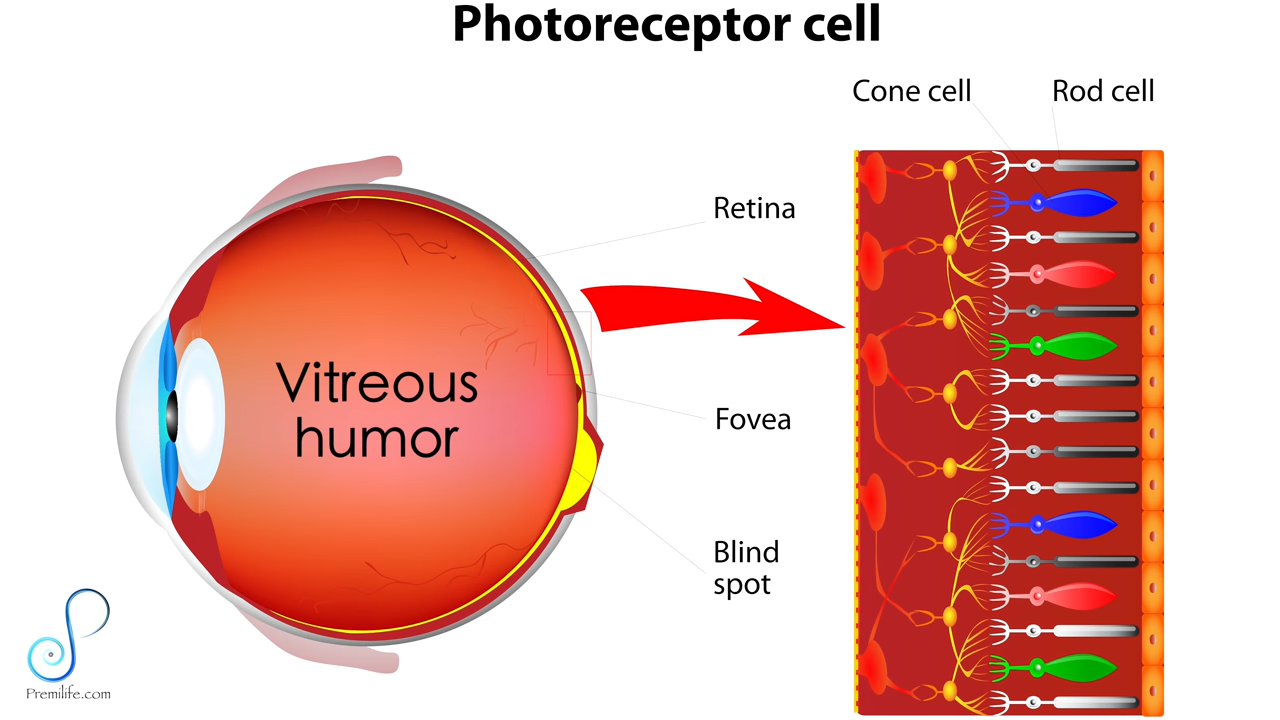 Photoreceptor cell
Cone cell
Rod cell
Retina
Vitreous
humor
Fovea
Blind
spot
Premilife.com